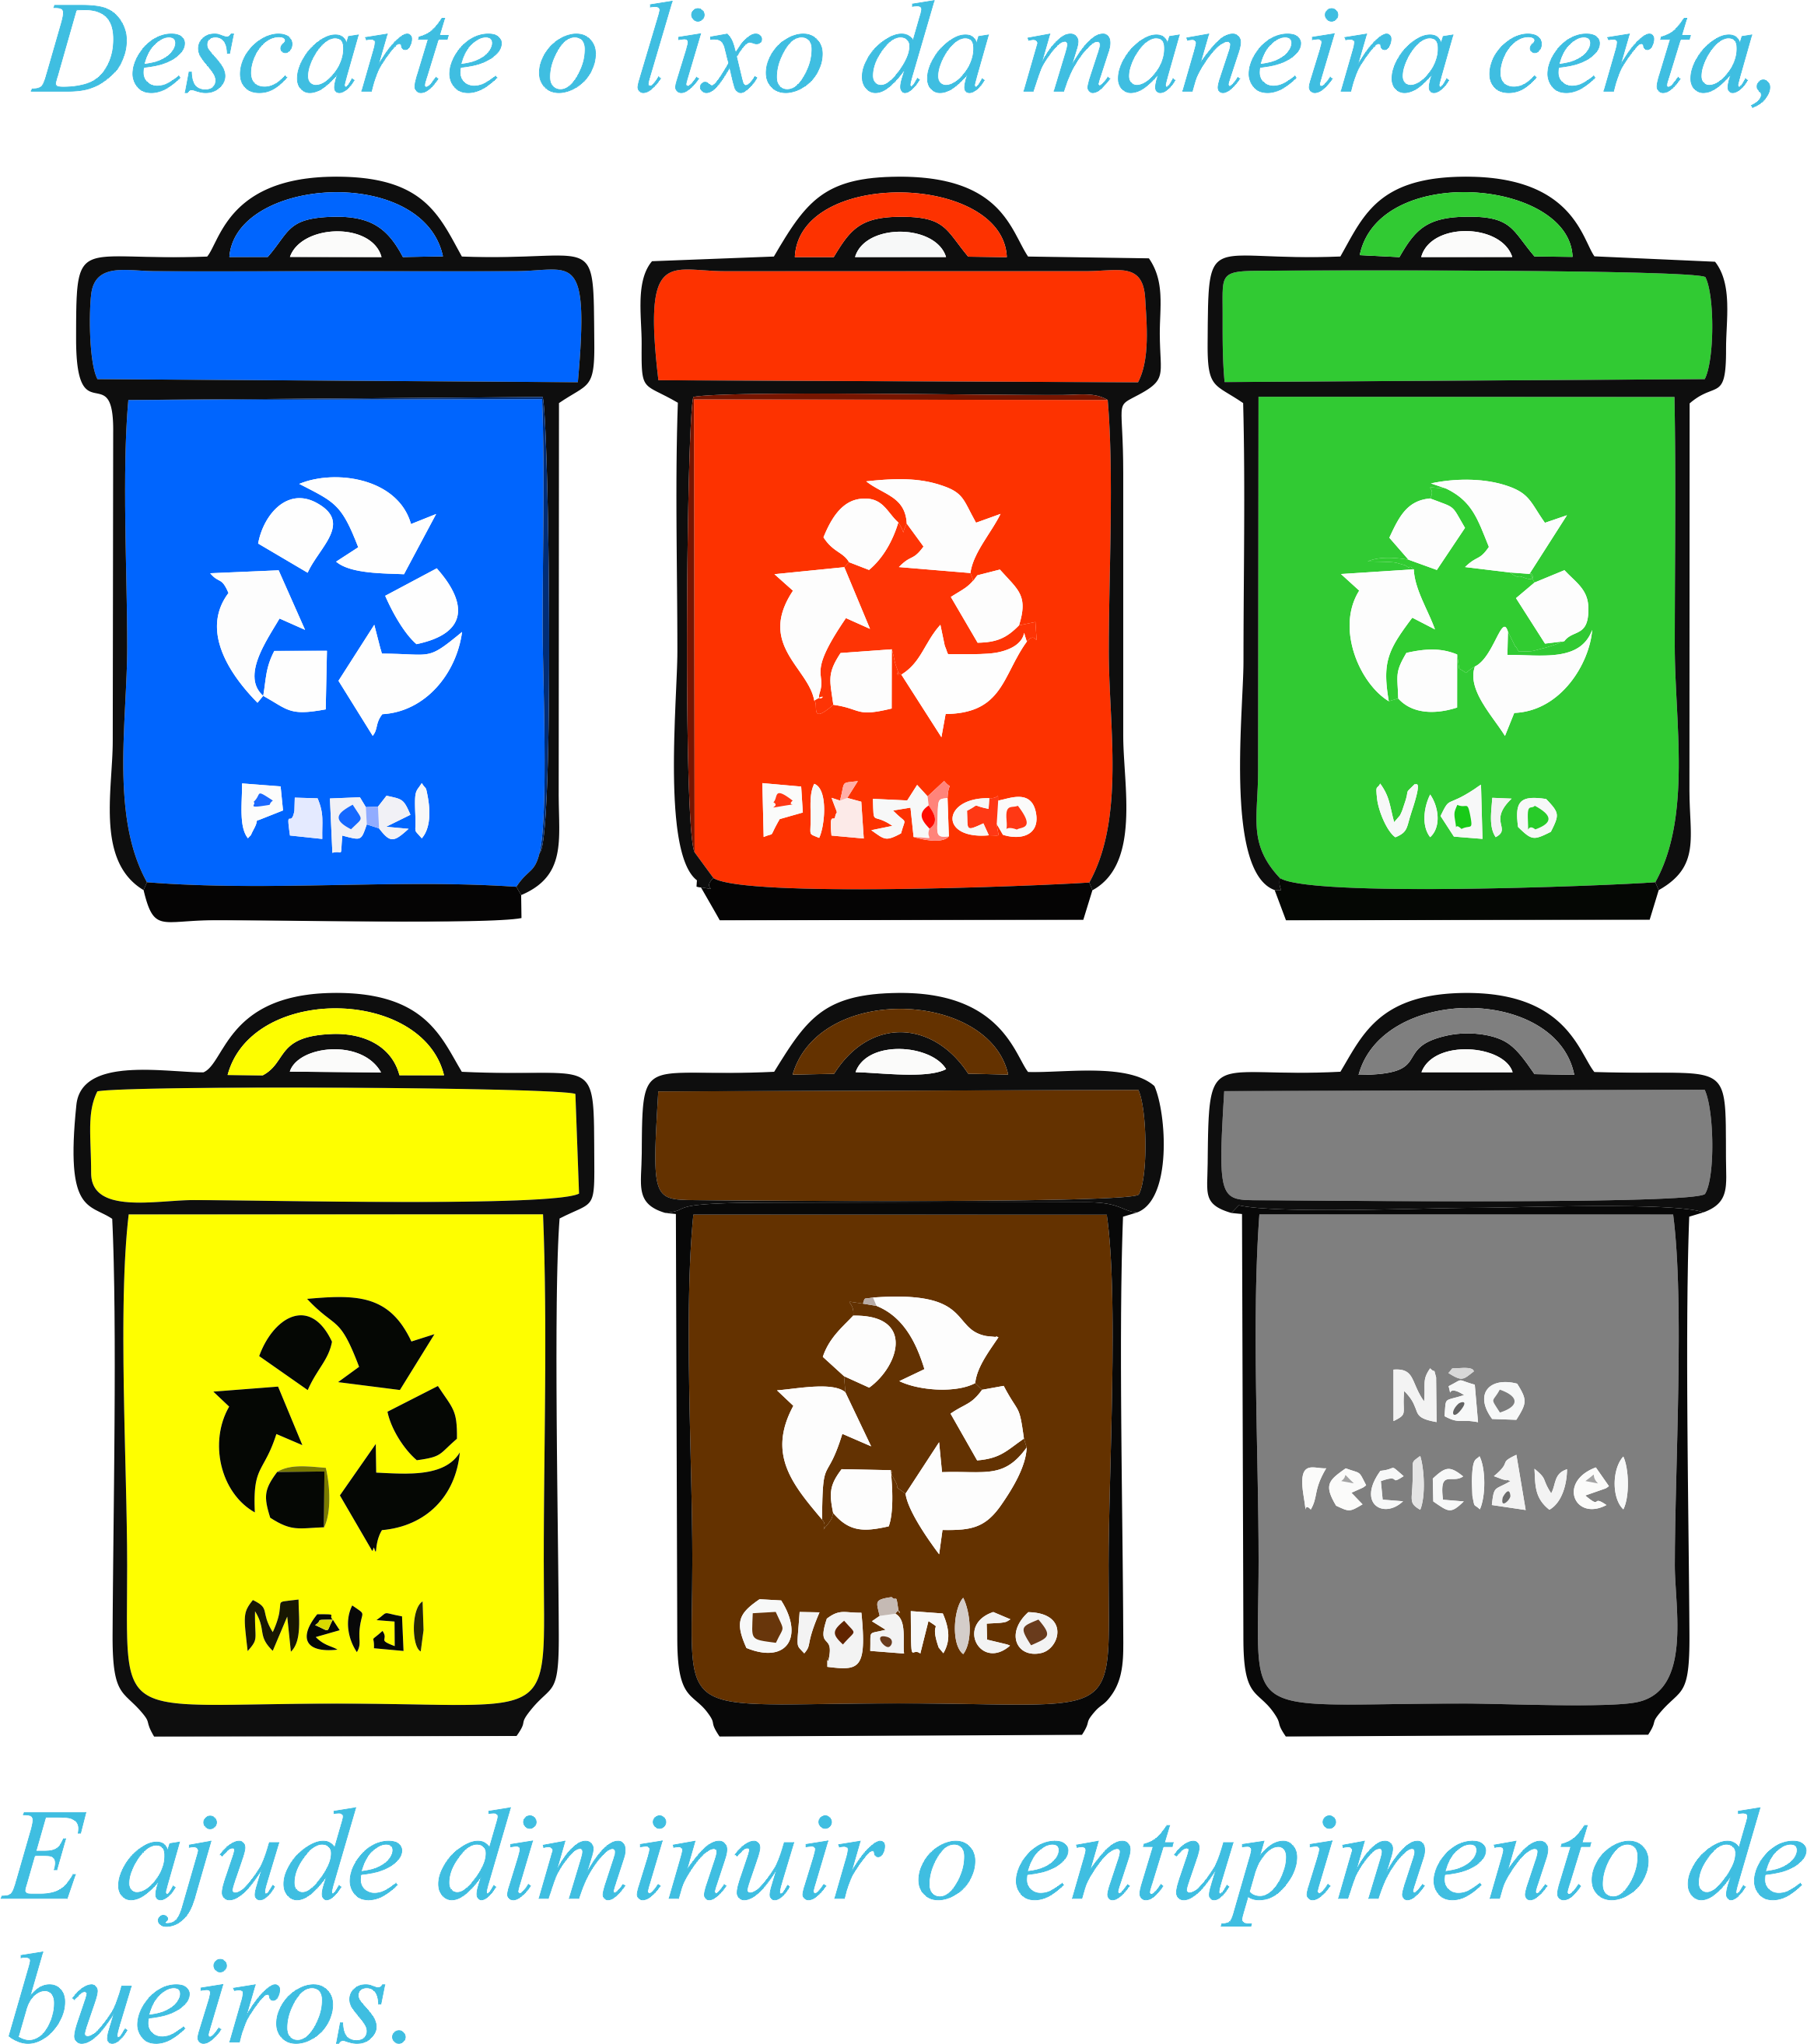 Descarte o lixo da maneira certa,
Papel
Plástico
Vidro
Metal
Orgânico
Não
reciclável
E ajude diminuir o entupimento de
bueiros.